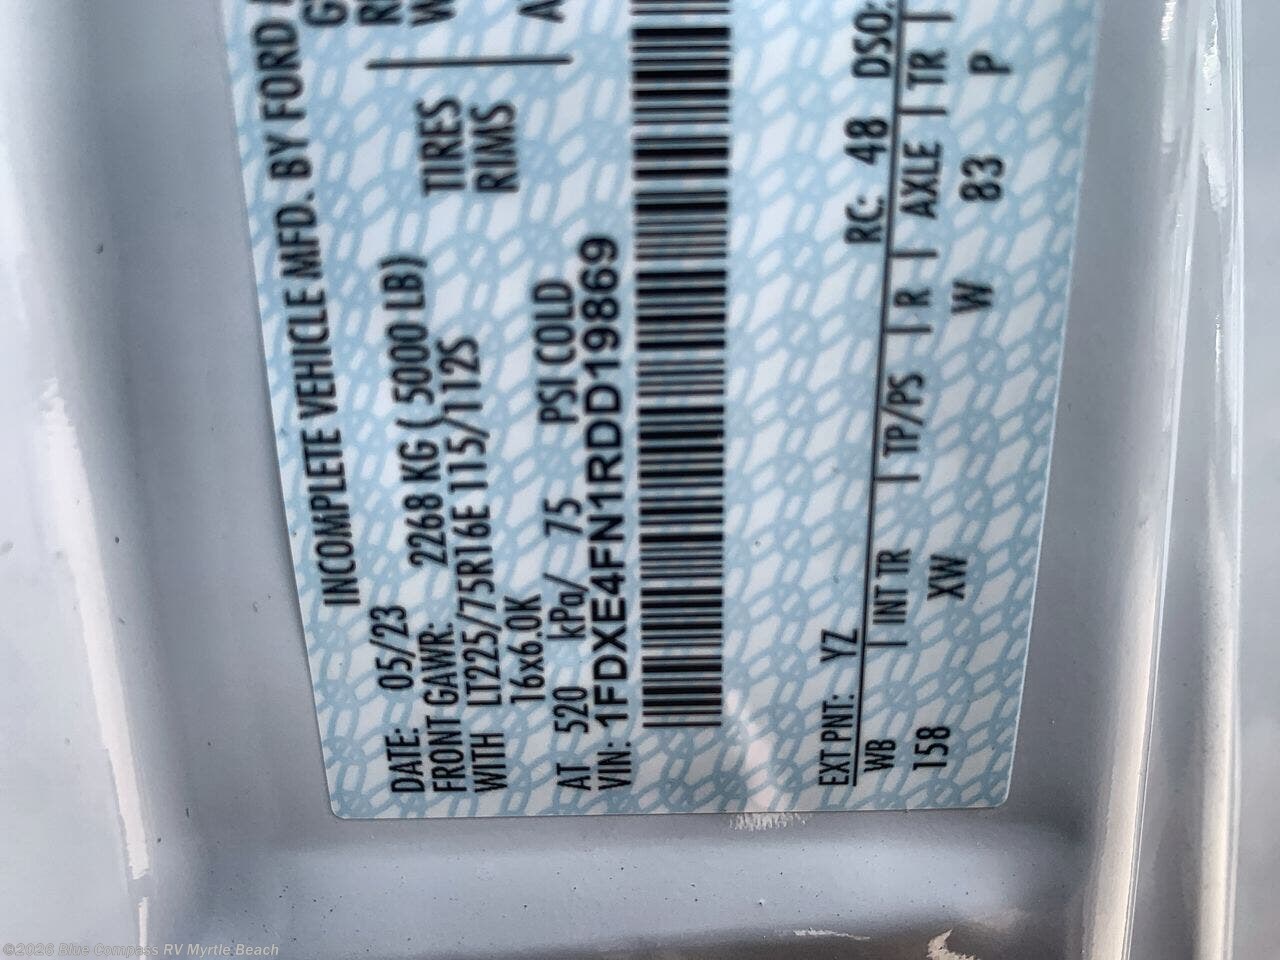 INCOMPLETE VEHICLE MFD. BY FORD
DATE: 05/23
FRONT GAWR: 2268 KG ( 5000 LB)
WITH LT225/75R16E 115/112S TIRES
16x6.0K RIMS
AT 520 kPa/ 75 PSI COLD
VIN: 1FDXE4FN1RDD19869
EXT PNT: YZ RC: 48 DSO:
WB | INT TR | TP/PS | R | AXLE | TR |
158 XW W 83 P
©2026 Blue Compass RV Myrtle Beach